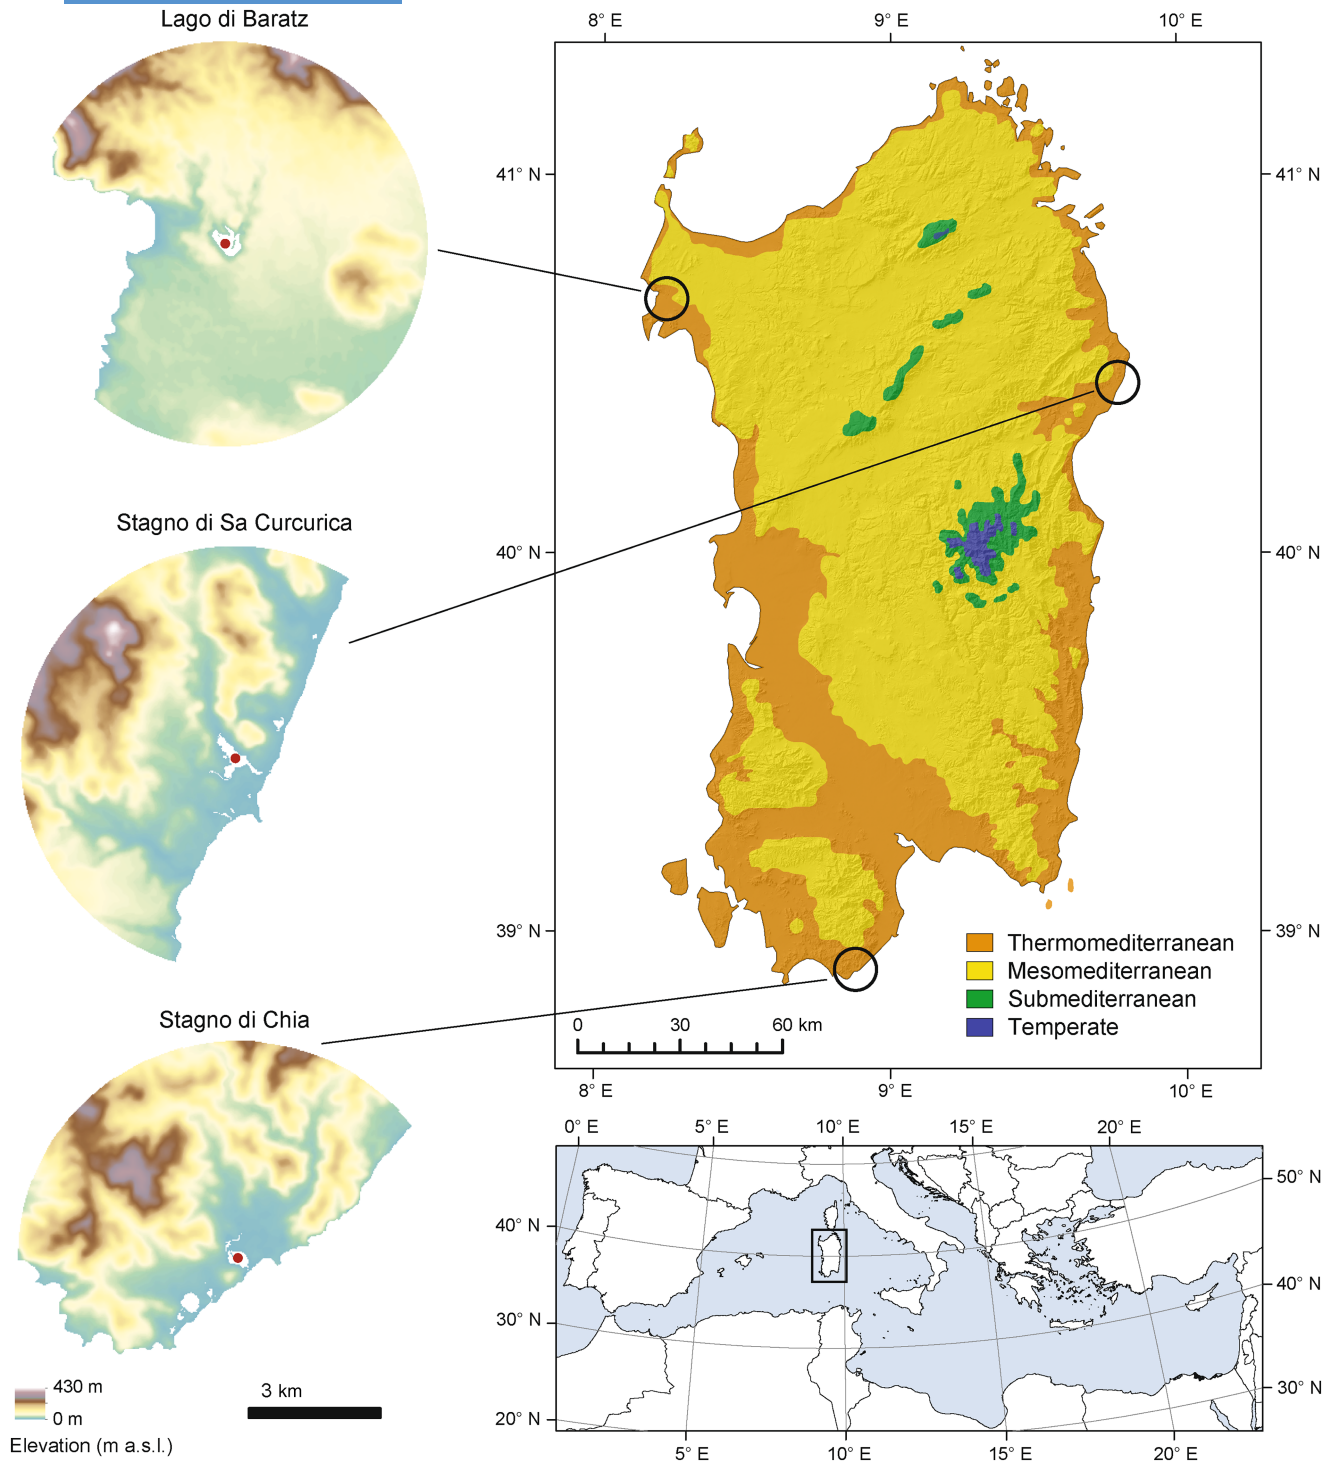 Lago di Baratz
8° E
9° E
10° E
41° N
41° N
Stagno di Sa Curcurica
40° N
40° N
39° N
39° N
Thermomediterranean
Mesomediterranean
Submediterranean
Temperate
0
30
60 km
Stagno di Chia
8° E
9° E
10° E
0° E
5° E
10° E
15° E
20° E
50° N
40° N
40° N
30° N
30° N
20° N
5° E
10° E
15° E
20° E
430 m
0 m
Elevation (m a.s.l.)
3 km